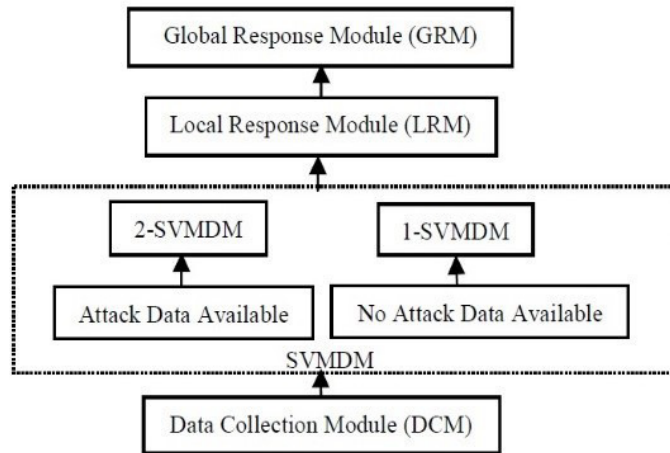 Global Response Module (GRM)
Local Response Module (LRM)
2-SVMDM
1-SVMDM
Attack Data Available
No Attack Data Available
SVMDM
Data Collection Module (DCM)